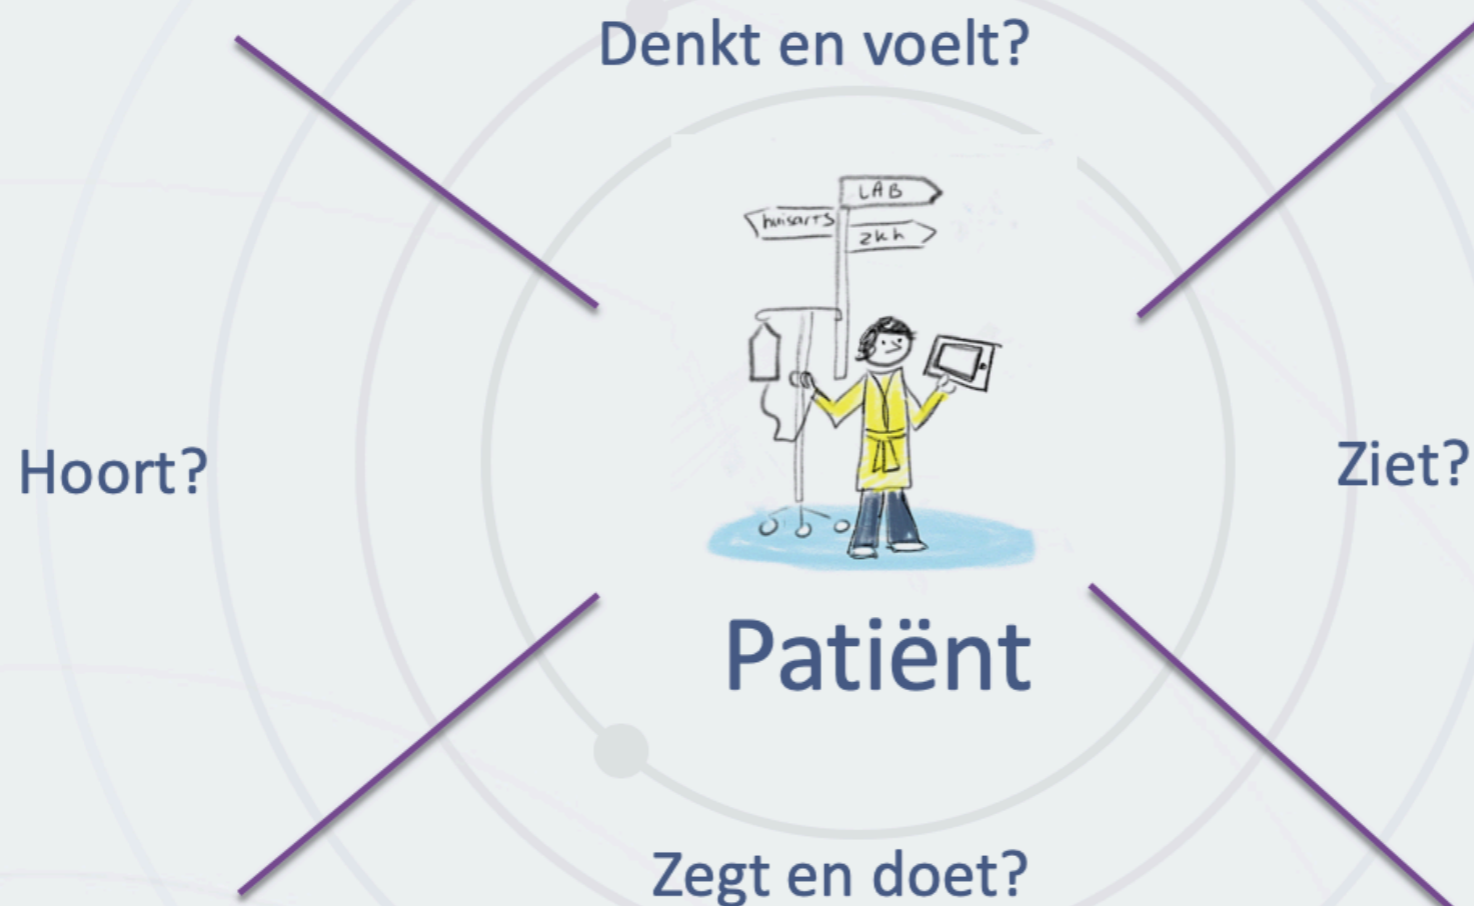 Denkt en voelt?
LAB
huisarts
zkh
Hoort?
Ziet?
Patiënt
Zegt en doet?